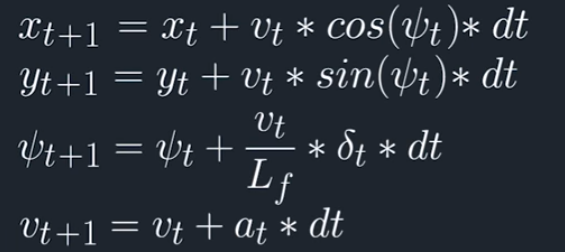 x_{t+1} = x_t + v_t * cos(ψ_t) * dt
y_{t+1} = y_t + v_t * sin(ψ_t) * dt
ψ_{t+1} = ψ_t + \frac{v_t}{L_f} * δ_t * dt
v_{t+1} = v_t + a_t * dt